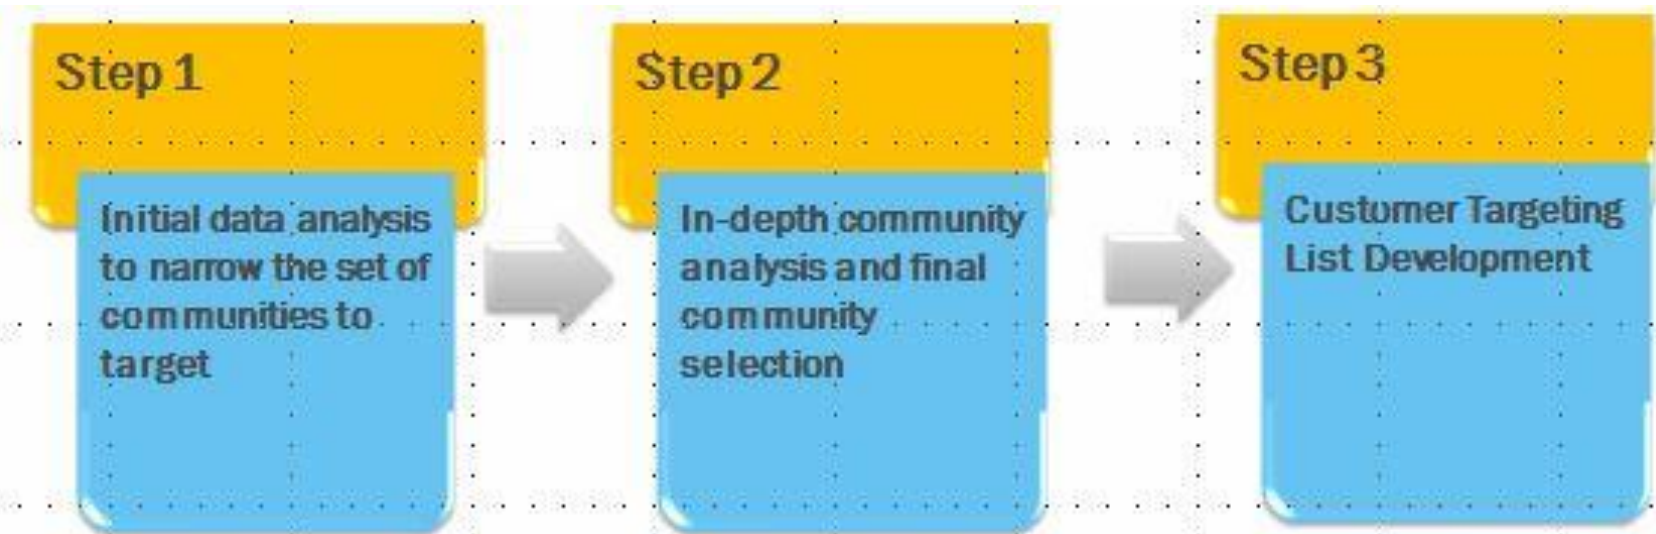 Step 1
Initial data analysis
to narrow the set of
communities to
target
Step 2
In-depth community
analysis and final
community
selection
Step 3
Customer Targeting
List Development